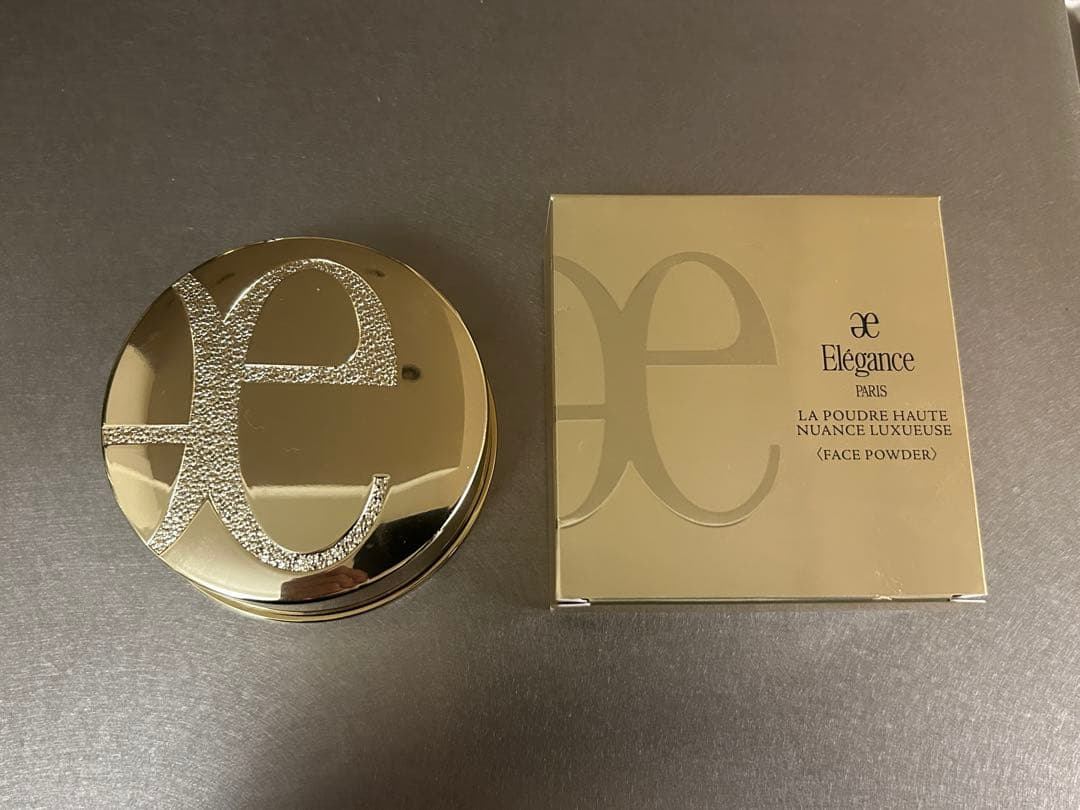 Elégance
PARIS
LA POUDRE HAUTE
NUANCE LUXUEUSE
〈FACE POWDER〉